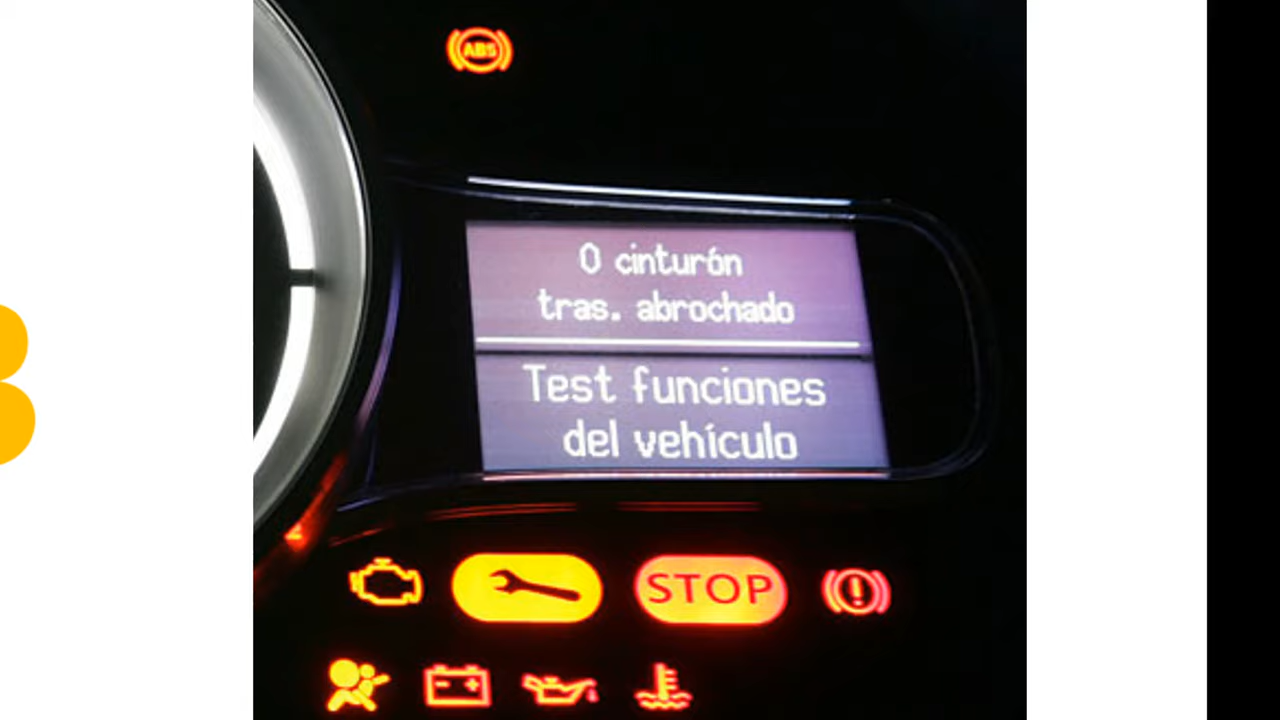 ABS
0 cinturón
tras. abrochado
Test funciones
del vehículo
STOP